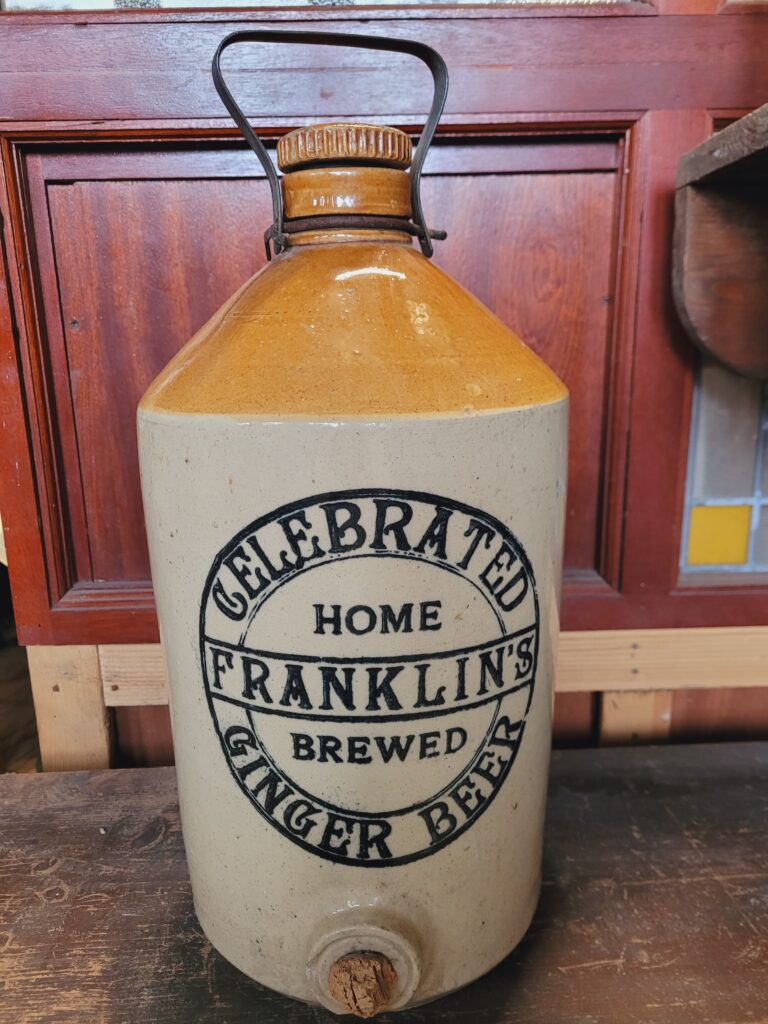 CELEBRATED
HOME
FRANKLIN'S
BREWED
GINGER BEER